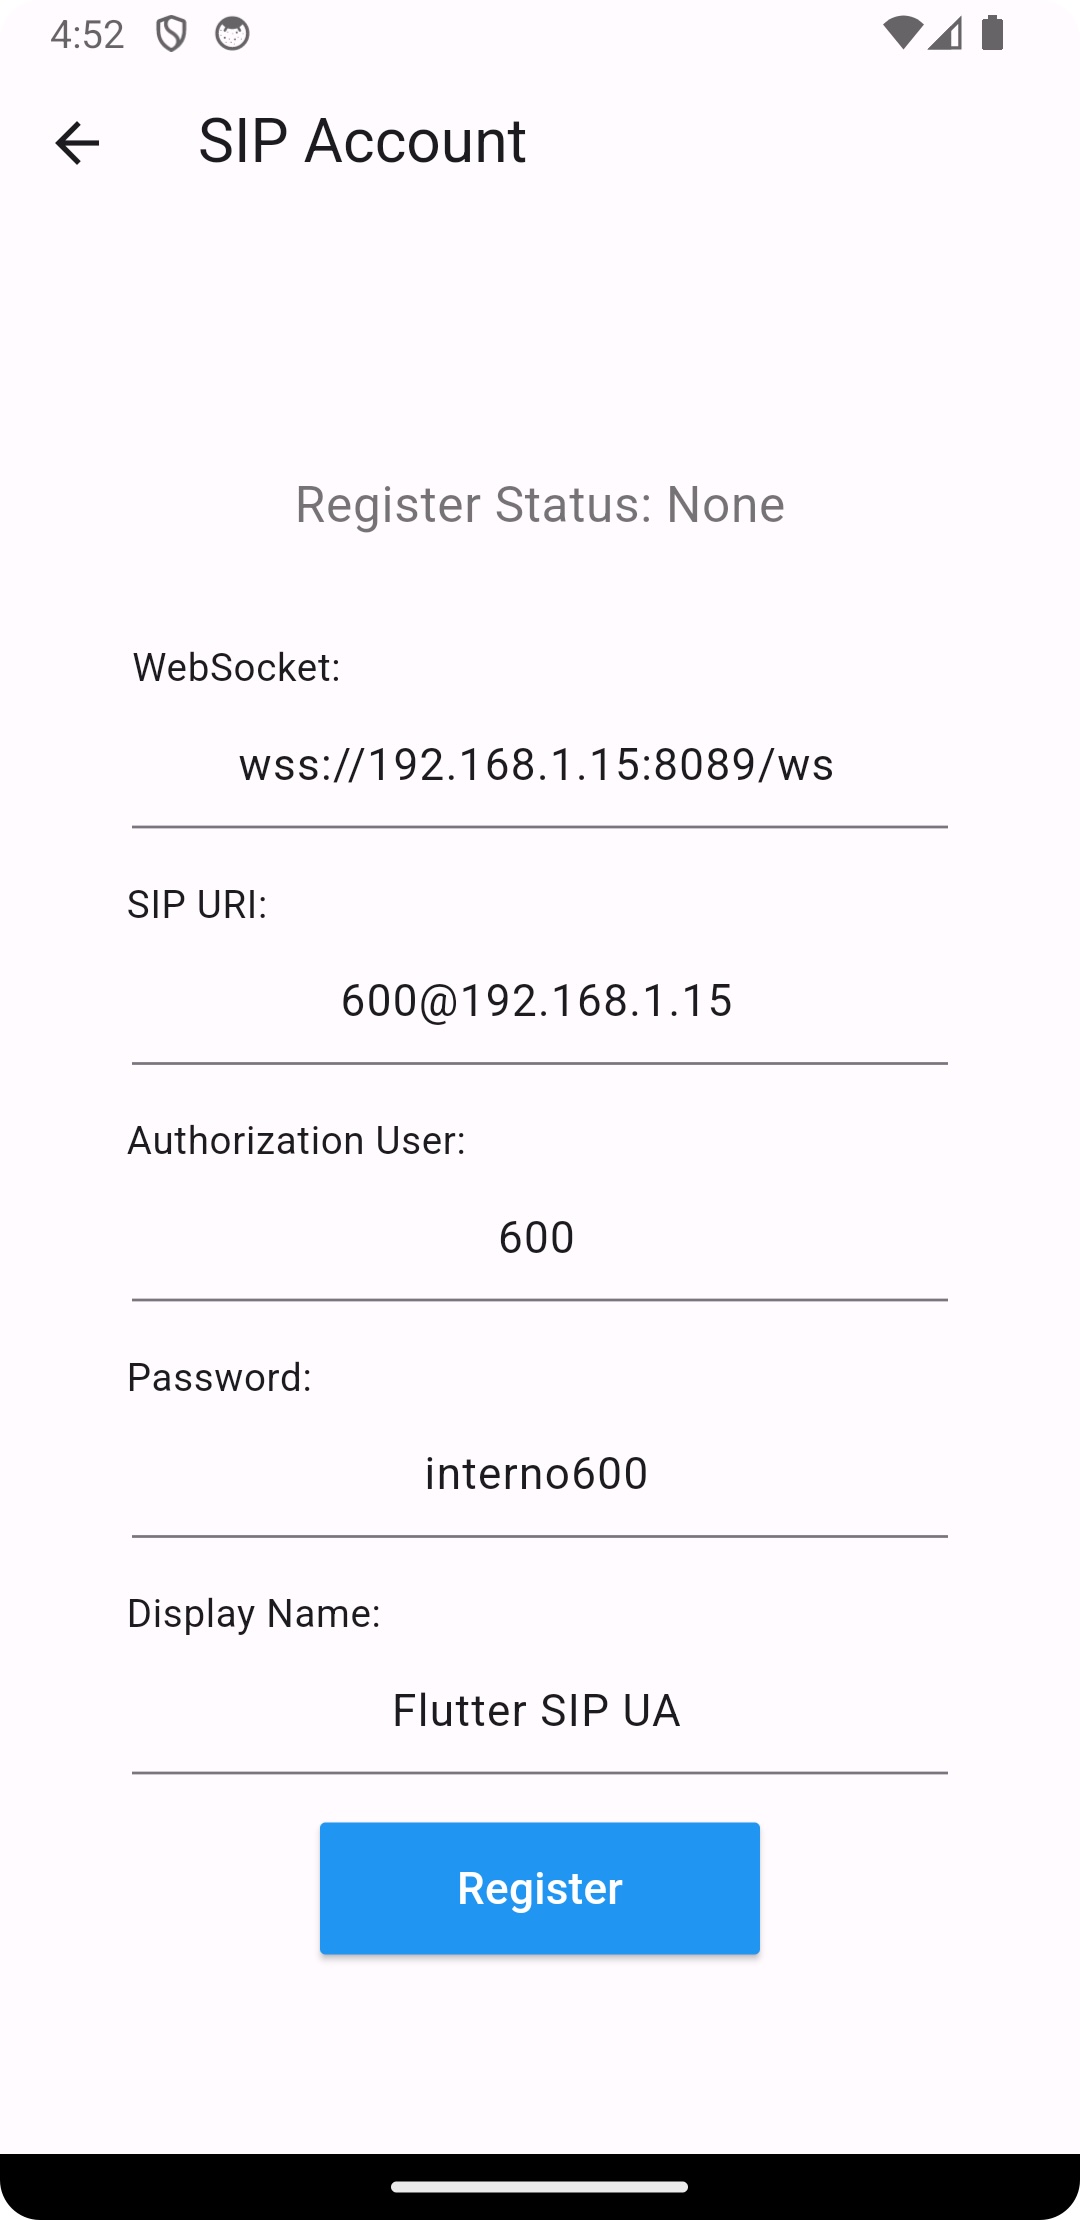 4:52
SIP Account
Register Status: None
WebSocket:
wss://192.168.1.15:8089/ws
SIP URI:
600@192.168.1.15
Authorization User:
600
Password:
interno600
Display Name:
Flutter SIP UA
Register